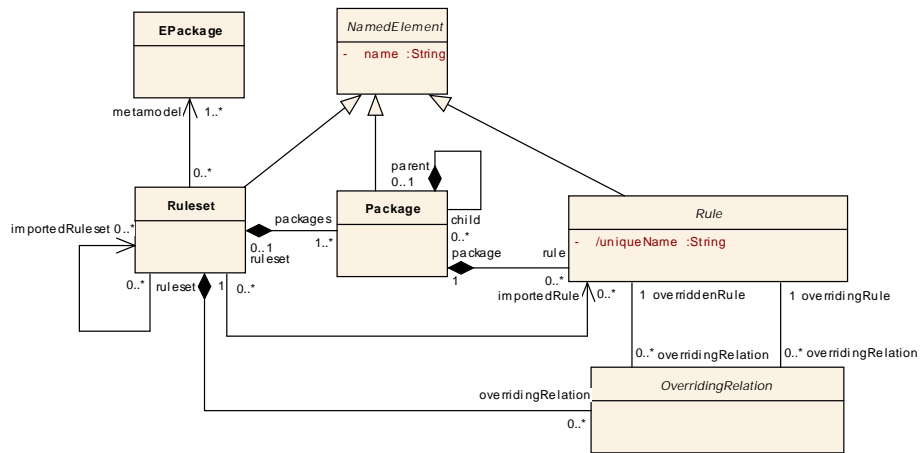 EPackage
NamedElement
- name :String
metamodel
1..*
0..*
parent
0..1
Ruleset
Package
Rule
- /uniqueName :String
importedRuleset 0..*
packages
0..1
ruleset
1..*
child
0..*
package
1
rule
0..*
importedRule
0..*
0..*
ruleset
1
0..*
1 overriddenRule
1 overridingRule
0..* overridingRelation
0..* overridingRelation
OverridingRelation
overridingRelation
0..*